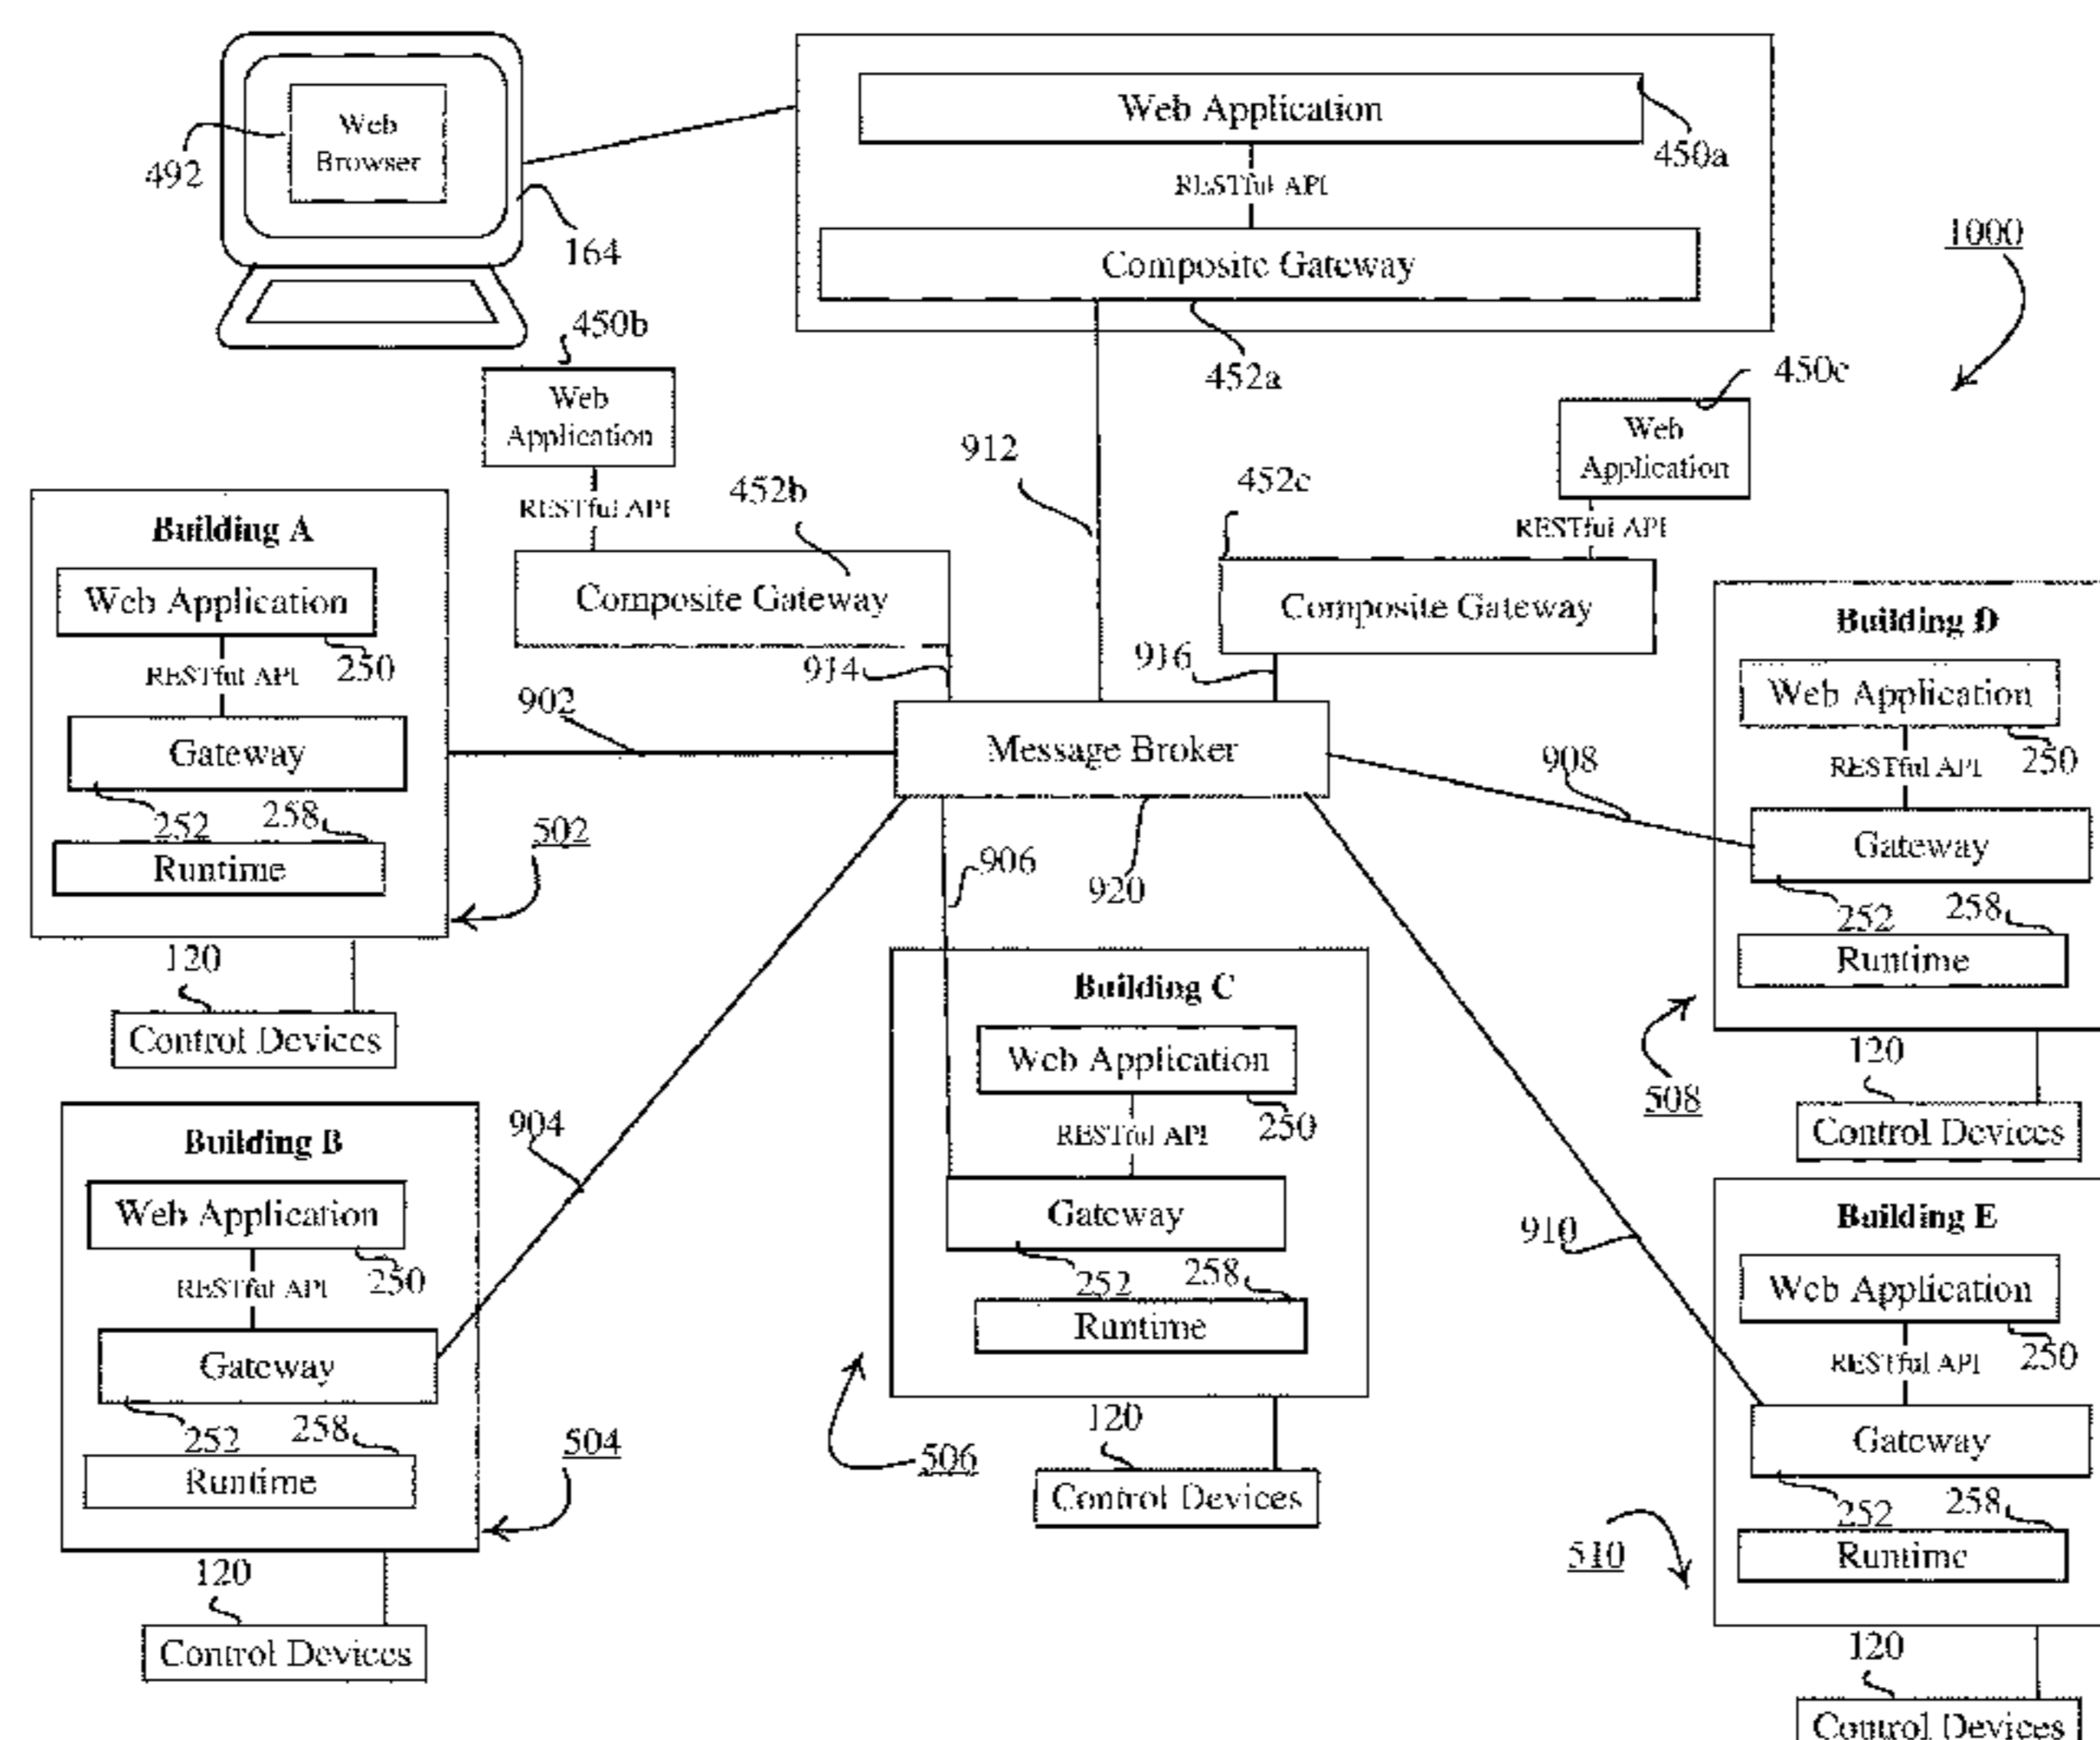 Web
Browser
492
164
Web Application
450a
RESTful API
Composite Gateway
452a
1000
450b
Web
Application
RESTful API
452b
Composite Gateway
914
912
450c
Web
Application
452c
RESTful API
Composite Gateway
916
Building A
Web Application
RESTful API
250
Gateway
252
258
Runtime
502
120
Control Devices
902
Message Broker
920
906
904
908
910
Building B
Web Application
RESTful API
250
Gateway
252
258
Runtime
504
120
Control Devices
Building C
Web Application
RESTful API
250
Gateway
252
258
Runtime
506
120
Control Devices
Building D
Web Application
RESTful API
250
Gateway
252
258
Runtime
508
120
Control Devices
Building E
Web Application
RESTful API
250
Gateway
252
258
Runtime
510
120
Control Devices